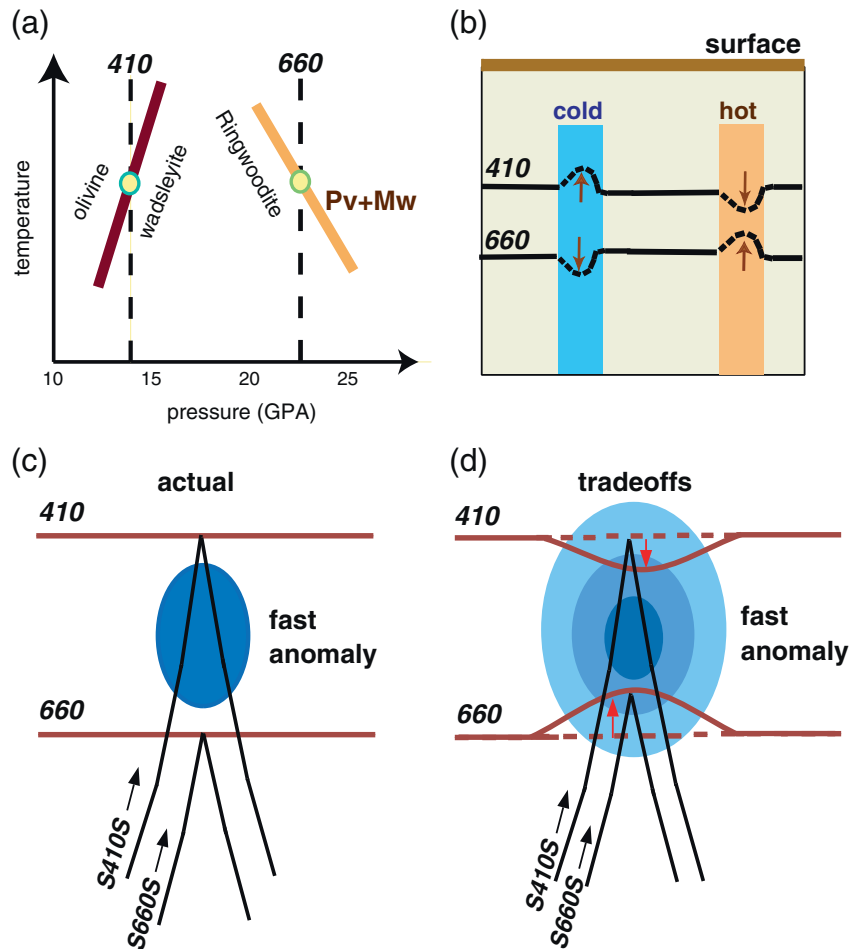 (a)
410
660
olivine
wadsleyite
Ringwoodite
Pv+Mw
temperature
10
15
20
25
pressure (GPA)
(b)
surface
cold
hot
410
660
(c)
actual
410
fast
anomaly
660
S410S
S660S
(d)
tradeoffs
410
fast
anomaly
660
S410S
S660S